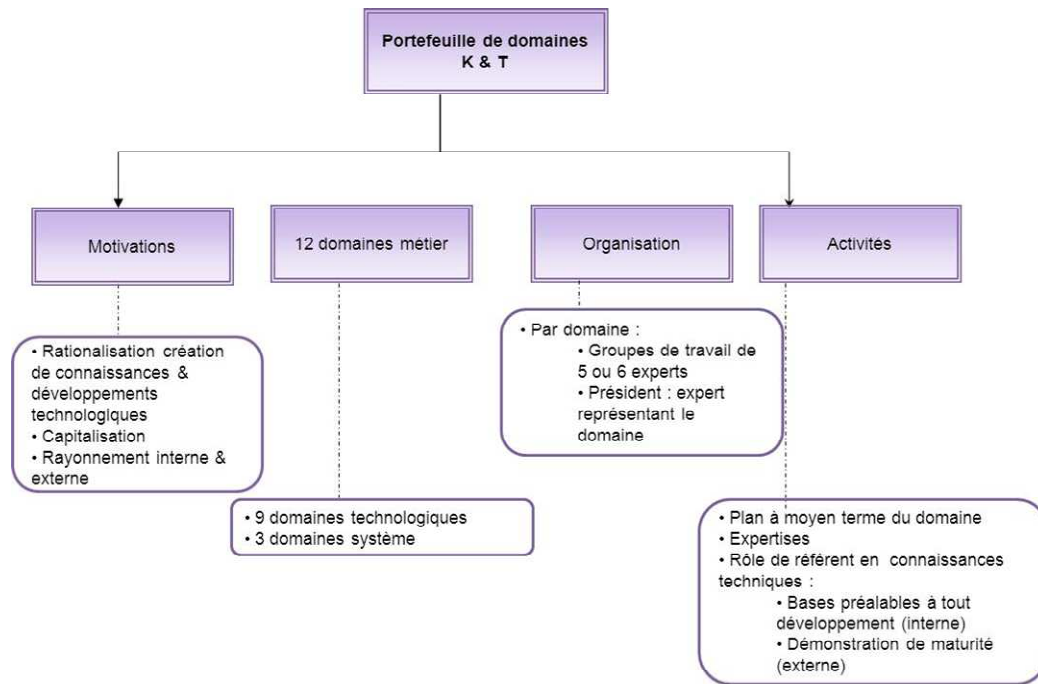 Portefeuille de domaines
K & T
Motivations
12 domaines métier
Organisation
Activités
• Rationalisation création
de connaissances &
développements
technologiques
• Capitalisation
• Rayonnement interne &
externe
• 9 domaines technologiques
• 3 domaines système
• Par domaine :
• Groupes de travail de
5 ou 6 experts
• Président : expert
représentant le
domaine
• Plan à moyen terme du domaine
• Expertises
• Rôle de référent en connaissances
techniques :
• Bases préalables à tout
développement (interne)
• Démonstration de maturité
(externe)